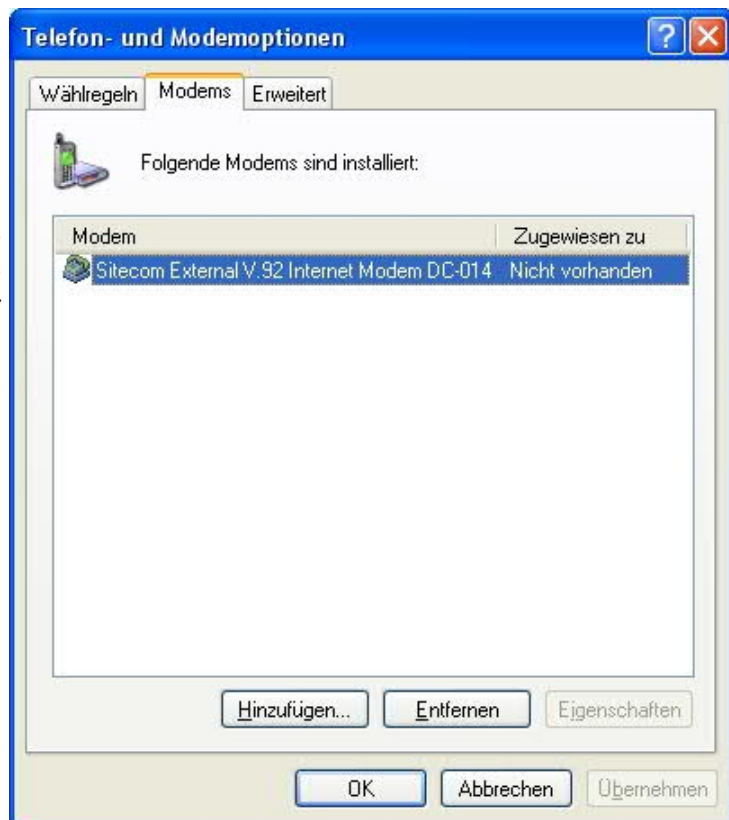 Telefon- und Modemoptionen
Wählregeln Modems Erweitert
Folgende Modems sind installiert:
Modem Zugewiesen zu
Sitecom External V.92 Internet Modem DC-014 Nicht vorhanden
Hinzufügen... Entfernen Eigenschaften
OK Abbrechen Übernehmen